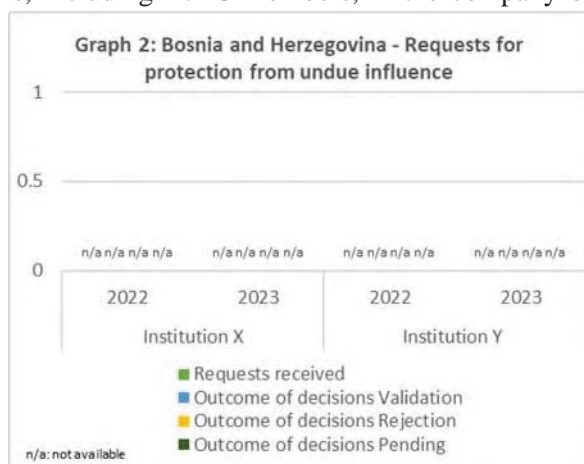 Graph 2: Bosnia and Herzegovina - Requests for
protection from undue influence
1
0.5
n/a n/a n/a n/a n/a n/a n/a n/a n/a n/a n/a n/a n/a n/a n/a n/a
0
2022 2023 2022 2023
Institution X Institution Y
Requests received
Outcome of decisions Validation
Outcome of decisions Rejection
Outcome of decisions Pending
n/a: not available